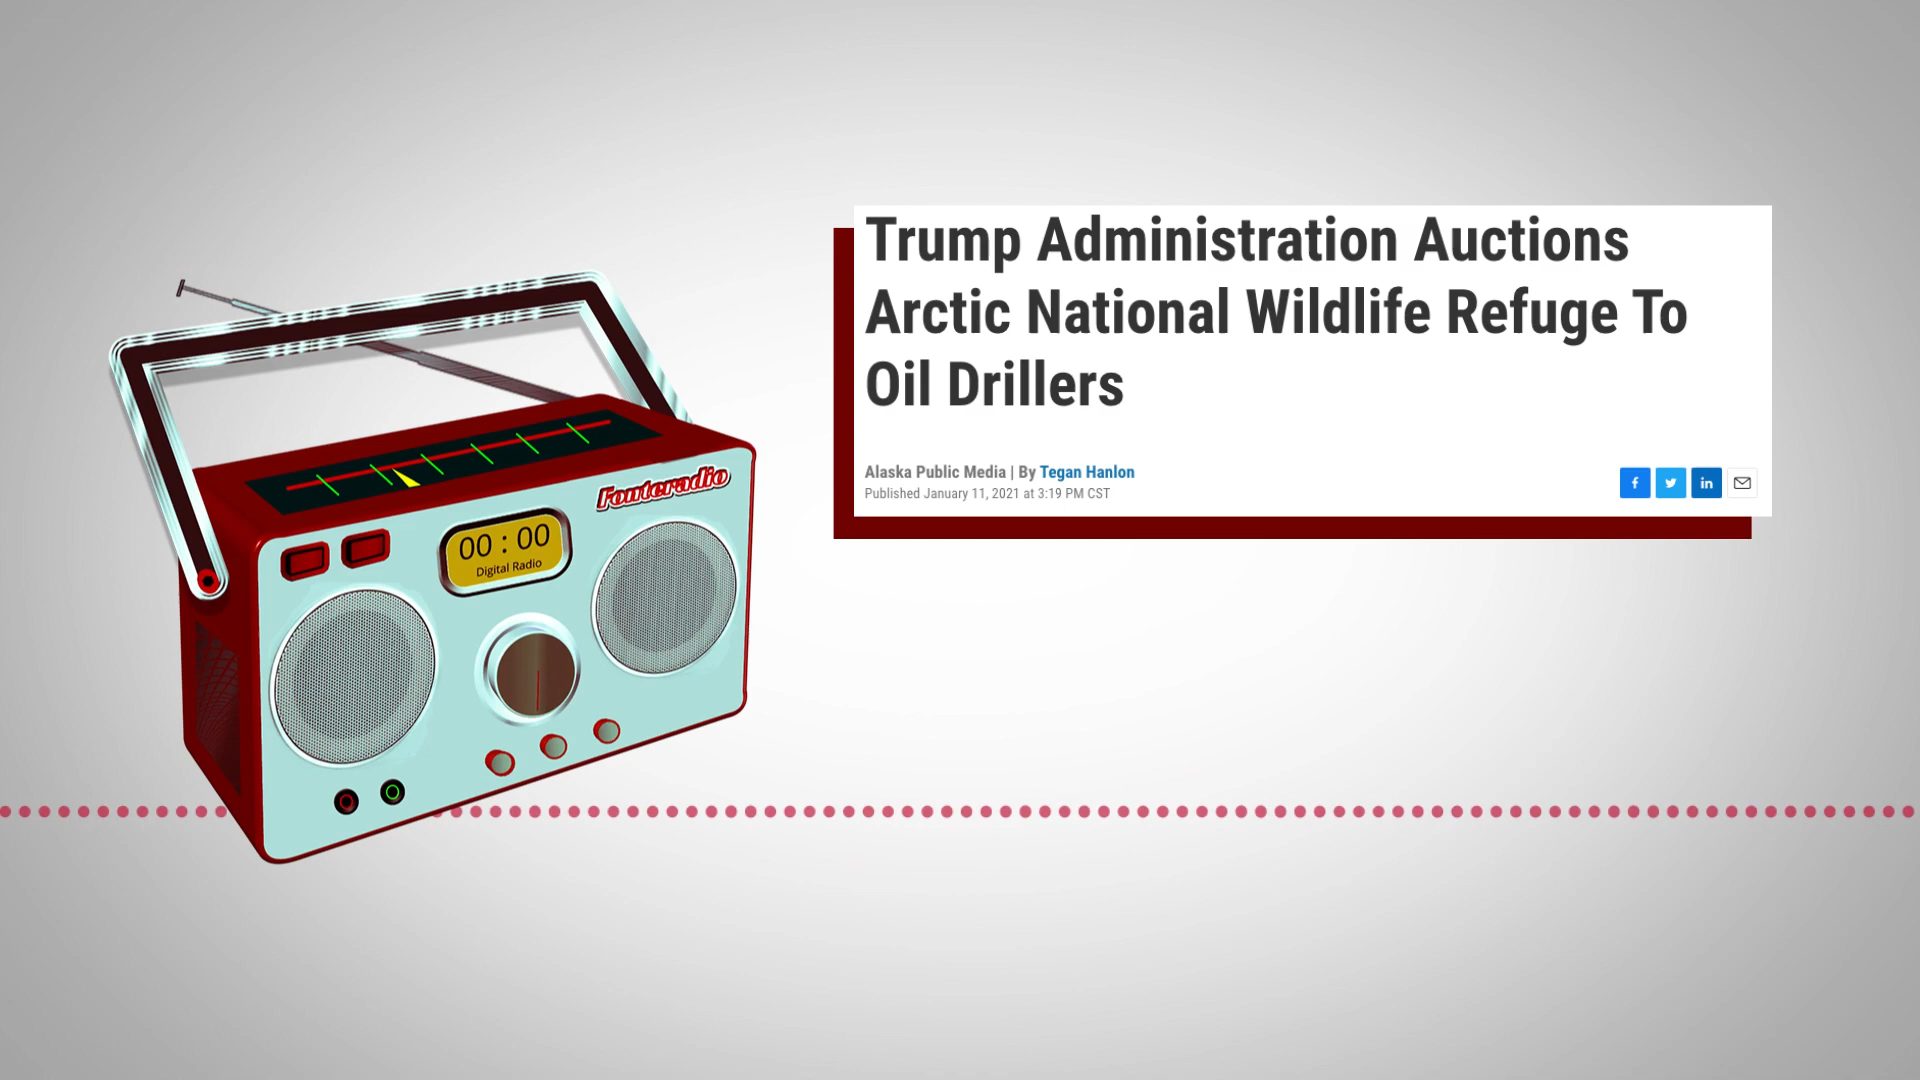 Trump Administration Auctions
Arctic National Wildlife Refuge To
Oil Drillers
Alaska Public Media | By Tegan Hanlon
Published January 11, 2021 at 3:19 PM CST
Fonteradio
00 : 00
Digital Radio